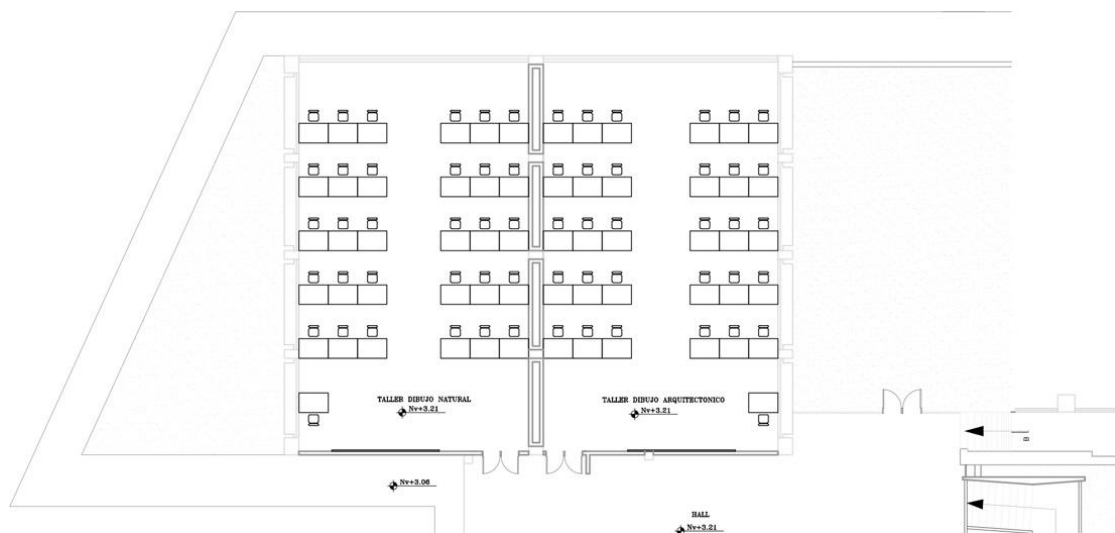 TALLER DIBUJO NATURAL
Nv+3.21
TALLER DIBUJO ARQUITECTONICO
Nv+3.21
B
Nv+3.06
HALL
Nv+3.21